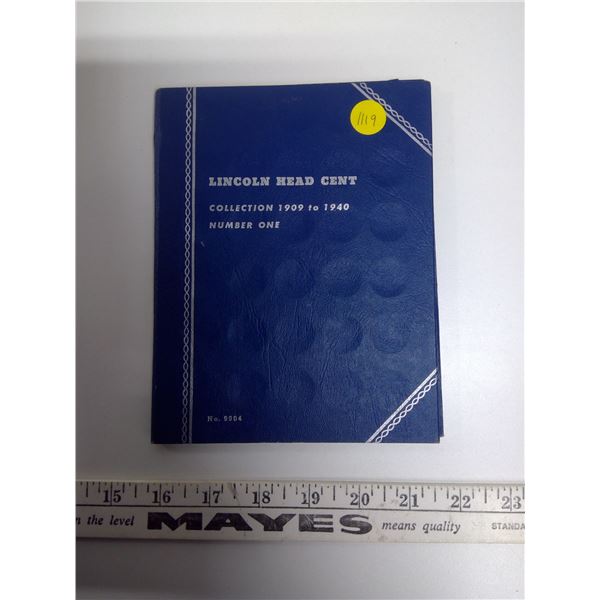 1119
LINCOLN HEAD CENT
COLLECTION 1909 to 1940
NUMBER ONE
No. 9004
15 16 17 18 19 20 21 22 23
n the level MAYES means quality STANDA